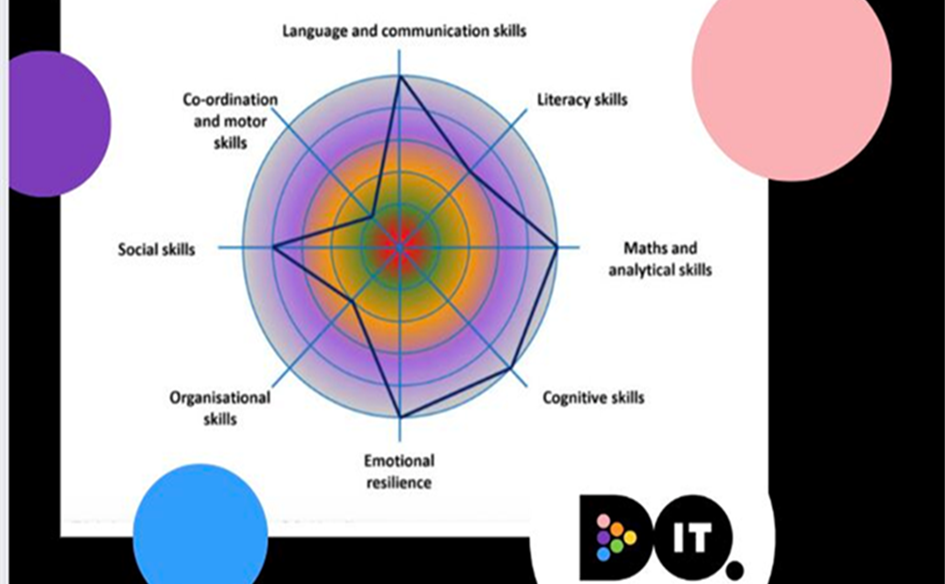 Language and communication skills
Co-ordination
and motor
skills
Literacy skills
Social skills
Maths and
analytical skills
Organisational
skills
Cognitive skills
Emotional
resilience
DO.
IT